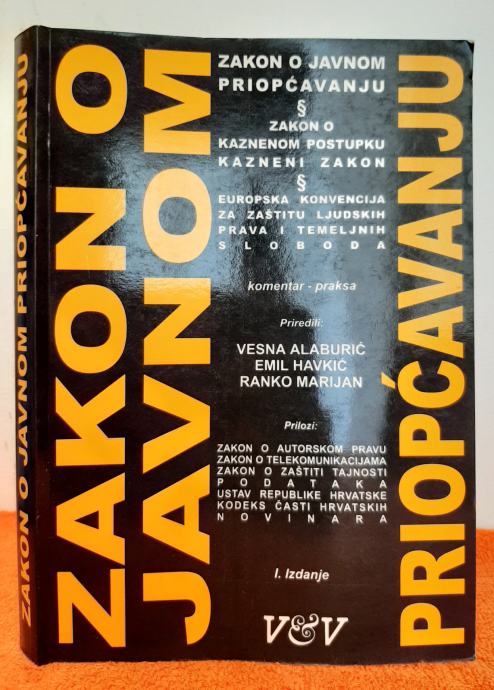 ZAKON O JAVNOM PRIOPĆAVANJU
ZAKON O
JAVNOM
PRIOPĆAVANJU
ZAKON O JAVNOM
PRIOPĆAVANJU
§
ZAKON O
KAZNENOM POSTUPKU
KAZNENI ZAKON
§
EUROPSKA KONVENCIJA
ZA ZAŠTITU LJUDSKIH
PRAVA I TEMELJNIH
SLOBODA
komentar - praksa
Priredili:
VESNA ALABURIĆ
EMIL HAVKIĆ
RANKO MARIJAN
Prilozi:
ZAKON O AUTORSKOM PRAVU
ZAKON O TELEKOMUNIKACIJAMA
ZAKON O ZAŠTITI TAJNOSTI
PODATAKA
USTAV REPUBLIKE HRVATSKE
KODEKS ČASTI HRVATSKIH
NOVINARA
I. Izdanje
V&V